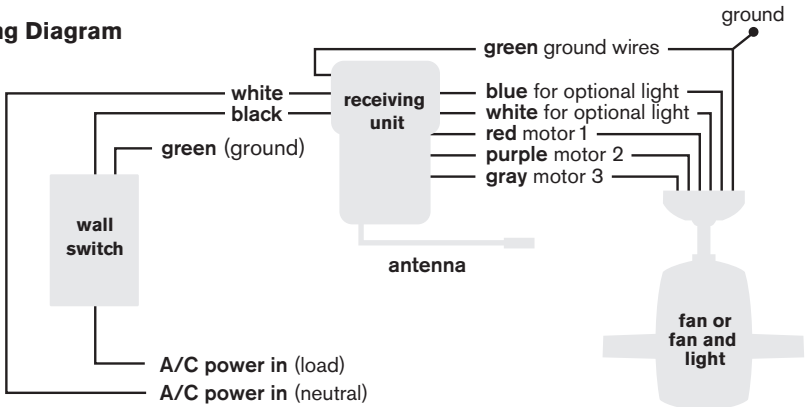 ng Diagram
ground
green ground wires
white
black
green (ground)
receiving
unit
blue for optional light
white for optional light
red motor 1
purple motor 2
gray motor 3
wall
switch
antenna
fan or
fan and
light
A/C power in (load)
A/C power in (neutral)